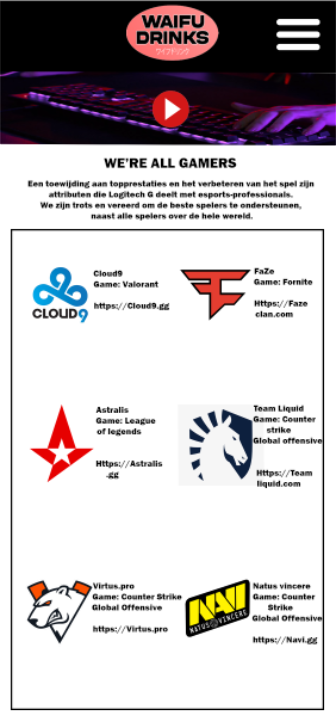 WAIFU
DRINKS
ワイフドリンク
WE'RE ALL GAMERS
Een toewijding aan topprestaties en het verbeteren van het spel zijn
attributen die Logitech G deelt met esports-professionals.
We zijn trots en vereerd om de beste spelers te ondersteunen,
naast alle spelers over de hele wereld.
CLOUD9
Cloud9
Game: Valorant
https://Cloud9.gg
FaZe
Game: Fornite
Https://Faze
clan.com
Astralis
Game: League
of legends
Https://Astralis
.gg
Team Liquid
Game: Counter
strike
Global offensive
Https://Team
liquid.com
Virtus.pro
Game: Counter Strike
Global Offensive
https://Virtus.pro
NAVI
NATUS VINCERE
Natus vincere
Game: Counter
Strike
Global Offensive
https://Navi.gg